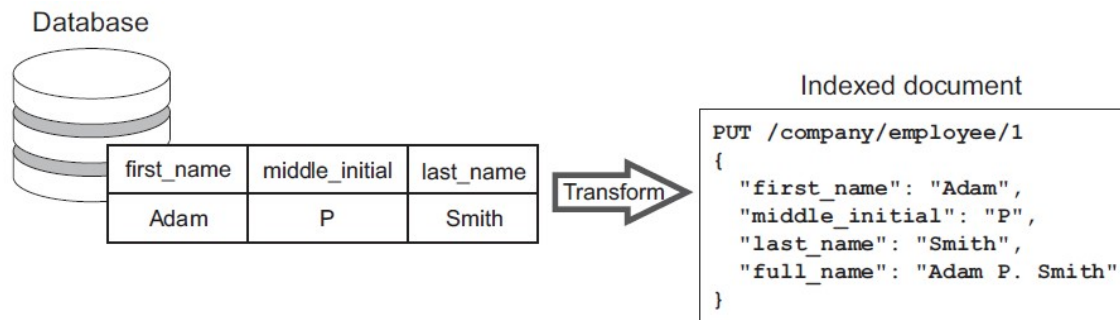 Database
first_name middle_initial last_name
Adam P Smith
Transform
Indexed document
PUT /company/employee/1
{
"first_name": "Adam",
"middle_initial": "P",
"last_name": "Smith",
"full_name": "Adam P. Smith"
}